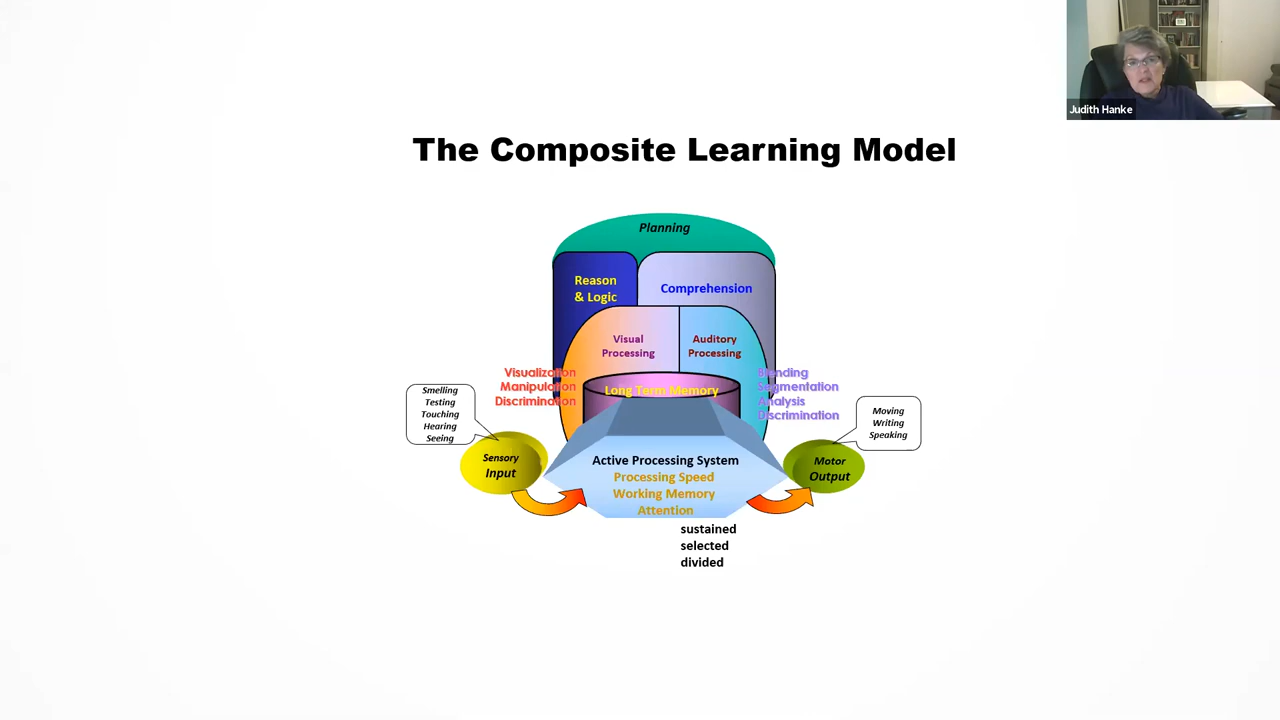 Judith Hanke
The Composite Learning Model
Planning
Reason
& Logic
Comprehension
Visual
Processing
Auditory
Processing
Visualization
Manipulation
Discrimination
Long Term Memory
Blending
Segmentation
Analysis
Discrimination
Smelling
Testing
Touching
Hearing
Seeing
Moving
Writing
Speaking
Sensory
Input
Active Processing System
Processing Speed
Working Memory
Attention
Motor
Output
sustained
selected
divided